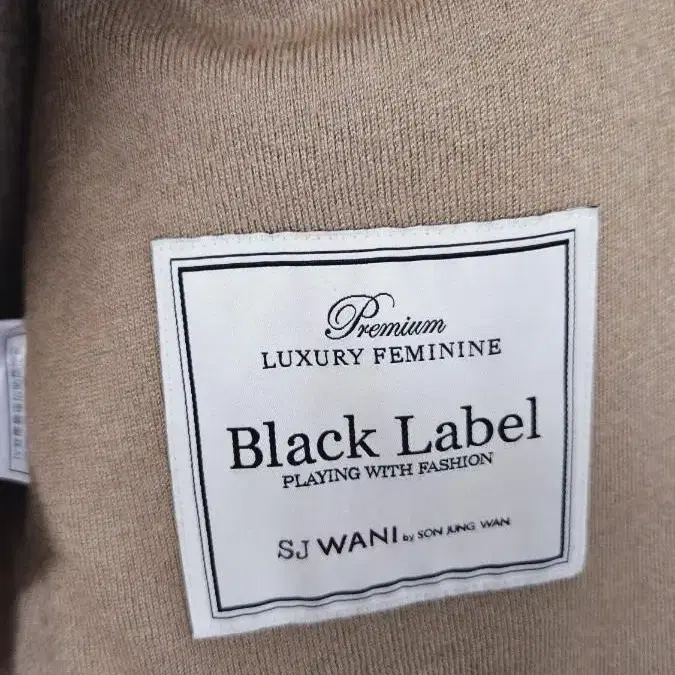 Premium
LUXURY FEMININE
Black Label
PLAYING WITH FASHION
SJ WANI by SON JUNG WAN